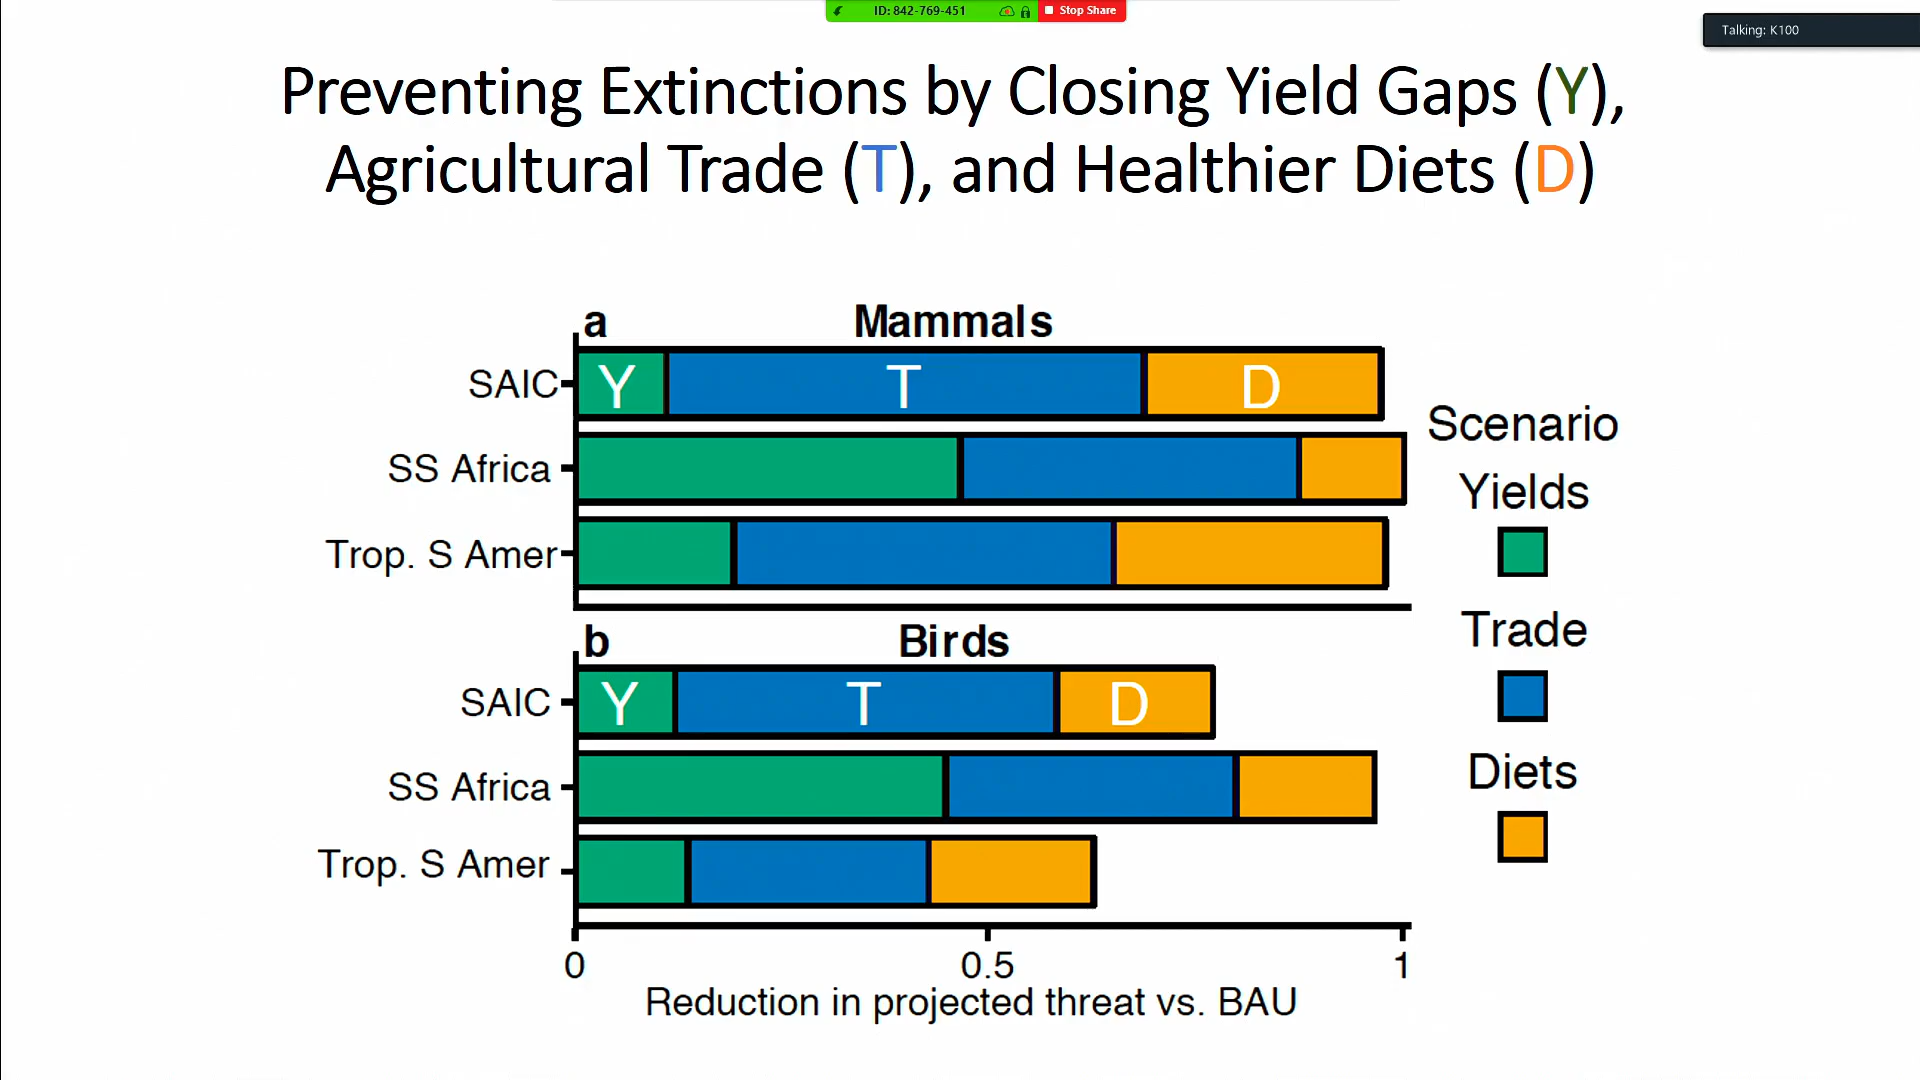 ID: 842-769-451
Stop Share
Talking: K100
Preventing Extinctions by Closing Yield Gaps (Y),
Agricultural Trade (T), and Healthier Diets (D)
a Mammals
SAIC Y T D
SS Africa
Trop. S Amer
b Birds
SAIC Y T D
SS Africa
Trop. S Amer
0 0.5 1
Reduction in projected threat vs. BAU
Scenario
Yields
Trade
Diets